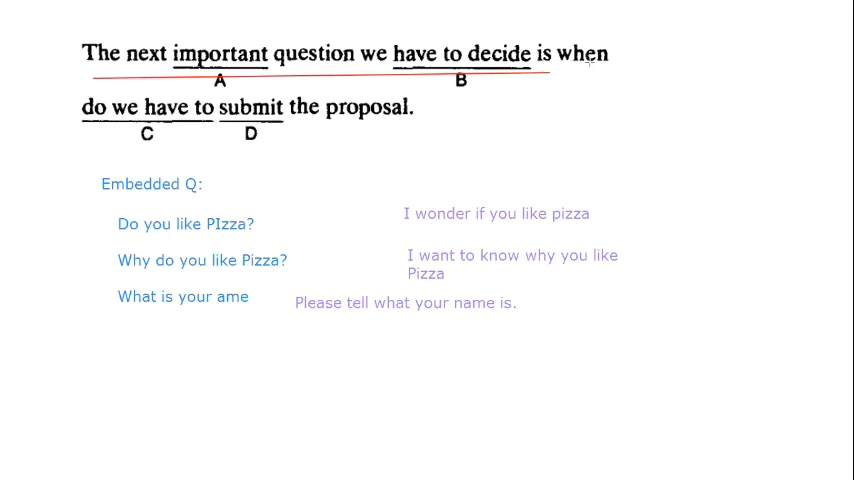 The next important question we have to decide is when
A B
do we have to submit the proposal.
C D
Embedded Q:
Do you like PIzza?
I wonder if you like pizza
Why do you like Pizza?
I want to know why you like
Pizza
What is your ame
Please tell what your name is.